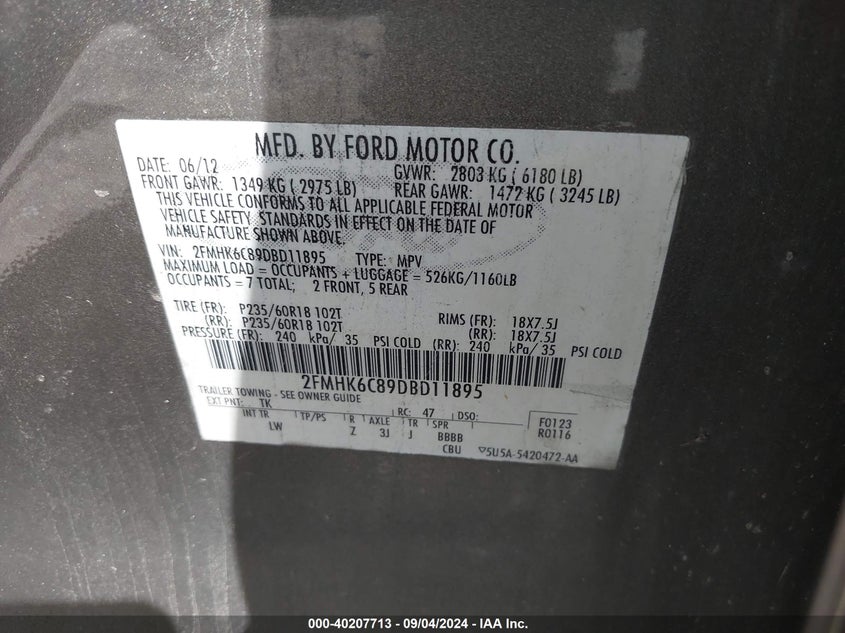 MFD. BY FORD MOTOR CO.
DATE: 06/12 GVWR: 2803 KG ( 6180 LB)
FRONT GAWR: 1349 KG ( 2975 LB) REAR GAWR: 1472 KG ( 3245 LB)
THIS VEHICLE CONFORMS TO ALL APPLICABLE FEDERAL MOTOR
VEHICLE SAFETY STANDARDS IN EFFECT ON THE DATE OF
MANUFACTURE SHOWN ABOVE.
VIN: 2FMHK6C89DBD11895 TYPE: MPV
MAXIMUM LOAD = OCCUPANTS + LUGGAGE = 526KG/1160LB
OCCUPANTS = 7 TOTAL; 2 FRONT, 5 REAR
TIRE (FR): P235/60R18 102T RIMS (FR): 18X7.5J
(RR): P235/60R18 102T (RR): 18X7.5J
PRESSURE (FR): 240 kPa/ 35 PSI COLD (RR): 240 kPa/ 35 PSI COLD
2FMHK6C89DBD11895
TRAILER TOWING - SEE OWNER GUIDE
EXT PNT: TK RC: 47 DSO: F0123
INT TR TP/PS R AXLE TR SPR R0116
LW Z 3J J BBBB
CBU 5U5A-5420472-AA
000-40207713 - 09/04/2024 - IAA Inc.